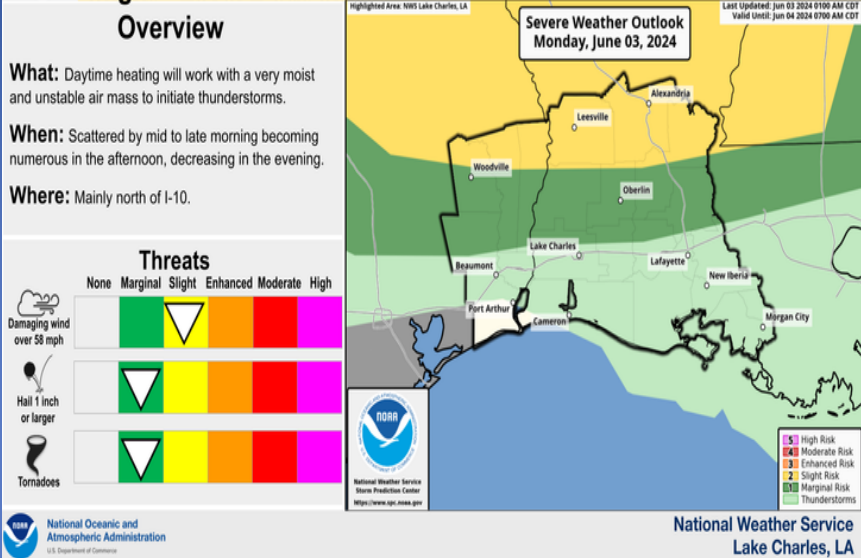 Overview
What: Daytime heating will work with a very moist
and unstable air mass to initiate thunderstorms.
When: Scattered by mid to late morning becoming
numerous in the afternoon, decreasing in the evening.
Where: Mainly north of I-10.
Threats
None Marginal Slight Enhanced Moderate High
Damaging wind
over 58 mph
Hail 1 inch
or larger
Tornadoes
Highlighted Area: NWS Lake Charles, LA
Last Updated: Jun 03 2024 0100 AM CDT
Valid Until: Jun 04 2024 0700 AM CDT
Severe Weather Outlook
Monday, June 03, 2024
Alexandria
Leesville
Woodville
Oberlin
Lake Charles
Lafayette
Beaumont
New Iberia
Port Arthur
Cameron
Morgan City
NOAA
National Weather Service
Storm Prediction Center
https://www.spc.noaa.gov
5 High Risk
4 Moderate Risk
3 Enhanced Risk
2 Slight Risk
1 Marginal Risk
Thunderstorms
NOAA
National Oceanic and
Atmospheric Administration
U.S. Department of Commerce
National Weather Service
Lake Charles, LA